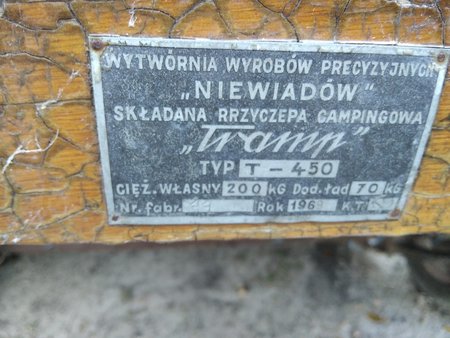 WYTWÓRNIA WYROBÓW PRECYZYJNYCH
„NIEWIADÓW"
SKŁADANA RRZYCZEPA CAMPINGOWA
„Tramp"
TYP T-450
CIĘŻ. WŁASNY 200 KG Dod. ład 70 KG
Nr. fabr. Rok 1969 K.T.